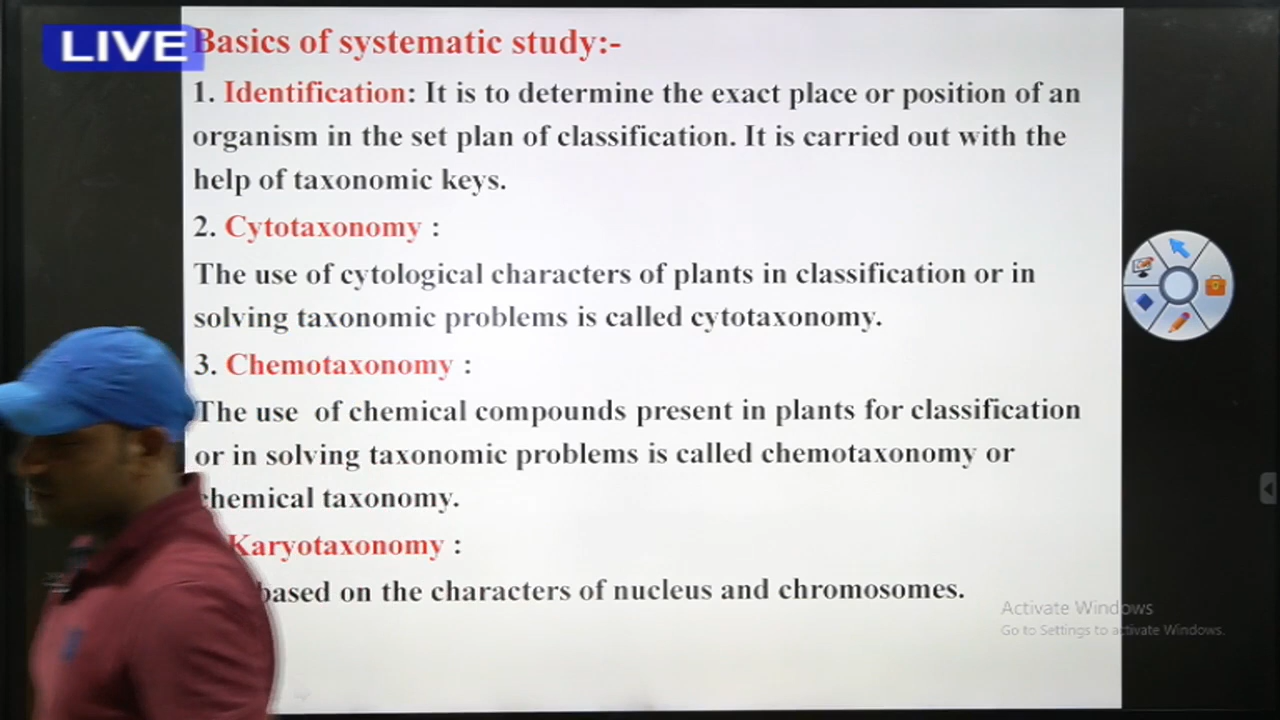 LIVE
Basics of systematic study:-
1. Identification: It is to determine the exact place or position of an
organism in the set plan of classification. It is carried out with the
help of taxonomic keys.
2. Cytotaxonomy :
The use of cytological characters of plants in classification or in
solving taxonomic problems is called cytotaxonomy.
3. Chemotaxonomy :
The use of chemical compounds present in plants for classification
or in solving taxonomic problems is called chemotaxonomy or
chemical taxonomy.
Karyotaxonomy :
based on the characters of nucleus and chromosomes.
Activate Windows
Go to Settings to activate Windows.